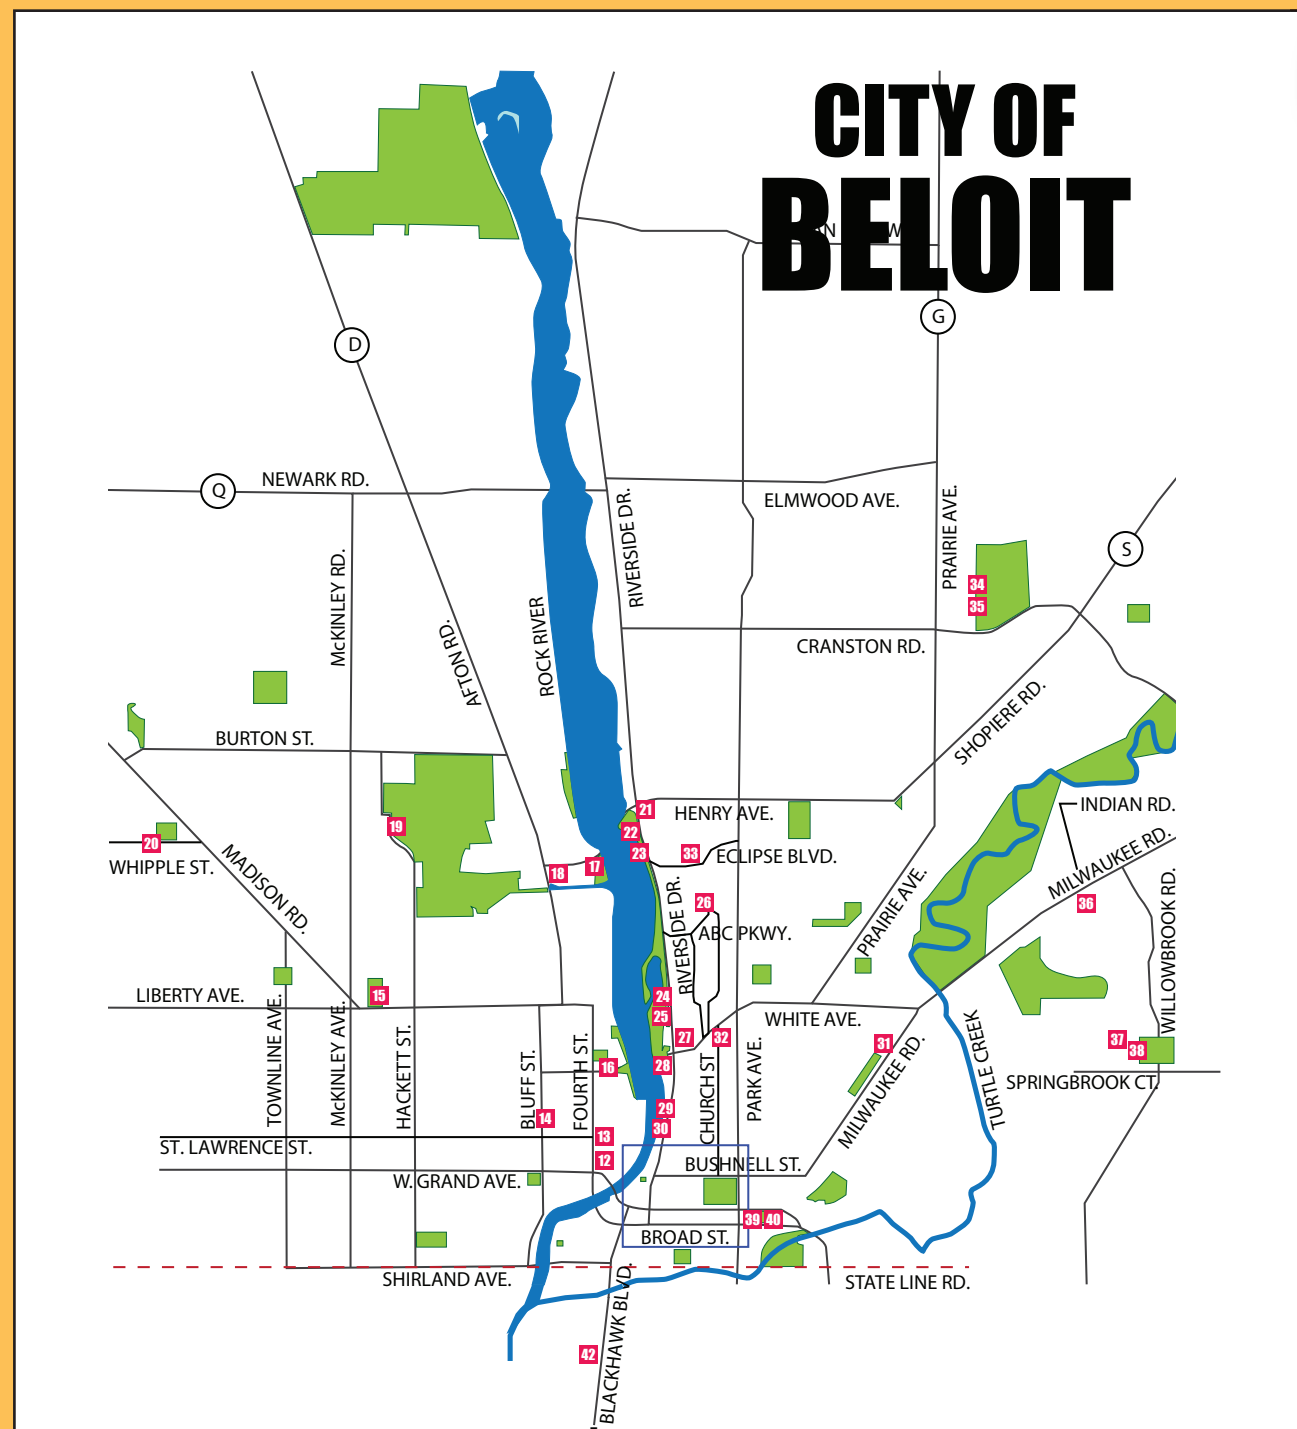 CITY OF
BELOIT
G
D
NEWARK RD.
Q
ELMWOOD AVE.
PRAIRIE AVE.
RIVERSIDE DR.
S
McKINLEY RD.
34
35
ROCK RIVER
AFTON RD.
CRANSTON RD.
SHOPIERE RD.
BURTON ST.
21
HENRY AVE.
INDIAN RD.
19
22
20
MADISON RD.
23
33
ECLIPSE BLVD.
MILWAUKEE RD.
WHIPPLE ST.
18
17
WILLOWBROOK RD.
26
36
RIVERSIDE DR.
PRAIRIE AVE.
ABC PKWY.
LIBERTY AVE.
15
24
25
WHITE AVE.
TOWNLINE AVE.
McKINLEY AVE.
HACKETT ST.
BLUFF ST.
FOURTH ST.
27
32
31
37
38
16
28
CHURCH ST
PARK AVE.
MILWAUKEE RD.
TURTLE CREEK
SPRINGBROOK CT.
14
29
30
13
ST. LAWRENCE ST.
12
BUSHNELL ST.
W. GRAND AVE.
39
40
BROAD ST.
SHIRLAND AVE.
STATE LINE RD.
BLACKHAWK BLVD.
42